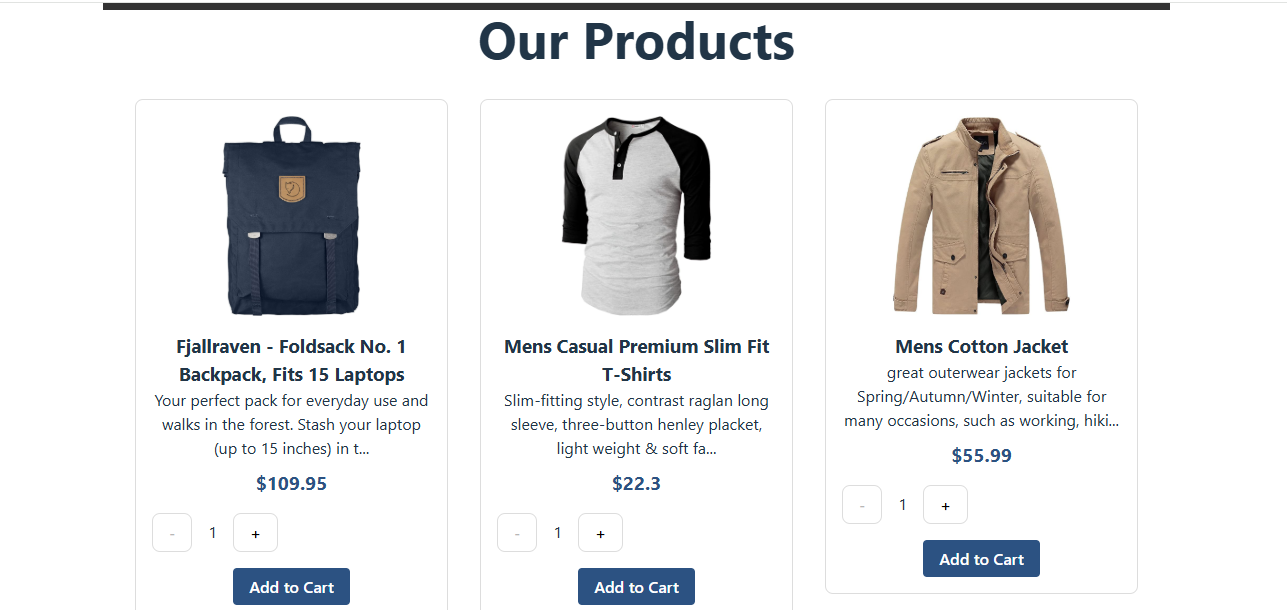 Our Products
Fjallraven - Foldsack No. 1
Backpack, Fits 15 Laptops
Your perfect pack for everyday use and
walks in the forest. Stash your laptop
(up to 15 inches) in t...
$109.95
- 1 +
Add to Cart
Mens Casual Premium Slim Fit
T-Shirts
Slim-fitting style, contrast raglan long
sleeve, three-button henley placket,
light weight & soft fa...
$22.3
- 1 +
Add to Cart
Mens Cotton Jacket
great outerwear jackets for
Spring/Autumn/Winter, suitable for
many occasions, such as working, hiki...
$55.99
- 1 +
Add to Cart